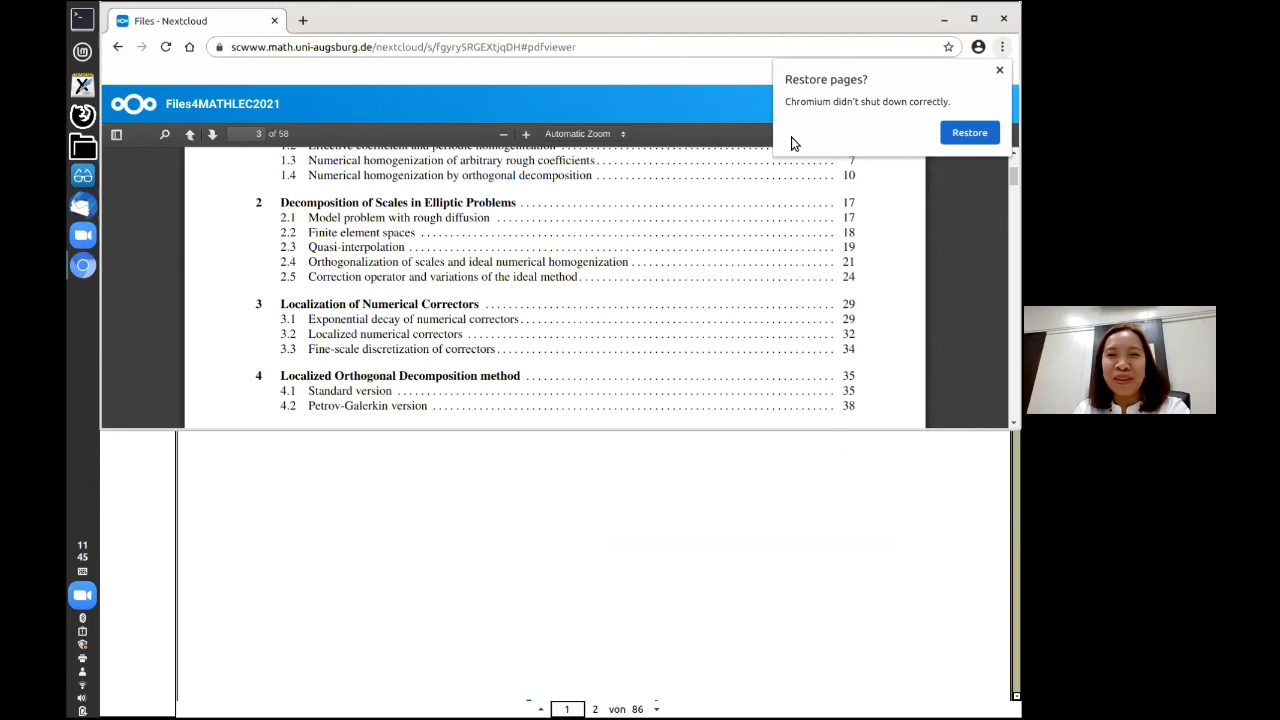 Files - Nextcloud
scwww.math.uni-augsburg.de/nextcloud/s/fgyry5RGEXtjqDH#pdfviewer
Restore pages?
Chromium didn't shut down correctly.
Restore
Files4MATHLEC2021
3 of 58
Automatic Zoom
1.2 Effective coefficient and periodic homogenization
1.3 Numerical homogenization of arbitrary rough coefficients 7
1.4 Numerical homogenization by orthogonal decomposition 10
2 Decomposition of Scales in Elliptic Problems 17
2.1 Model problem with rough diffusion 17
2.2 Finite element spaces 18
2.3 Quasi-interpolation 19
2.4 Orthogonalization of scales and ideal numerical homogenization 21
2.5 Correction operator and variations of the ideal method 24
3 Localization of Numerical Correctors 29
3.1 Exponential decay of numerical correctors 29
3.2 Localized numerical correctors 32
3.3 Fine-scale discretization of correctors 34
4 Localized Orthogonal Decomposition method 35
4.1 Standard version 35
4.2 Petrov-Galerkin version 38
11
45
1 2 von 86